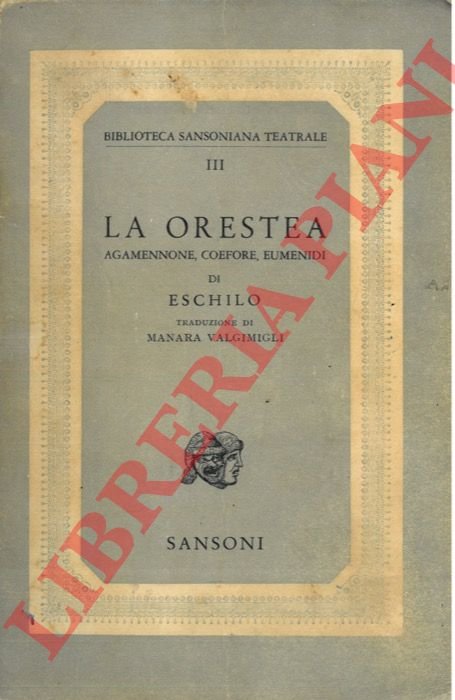 BIBLIOTECA SANSONIANA TEATRALE
III
LA ORESTEA
AGAMENNONE, COEFORE, EUMENIDI
DI
ESCHILO
TRADUZIONE DI
MANARA VALGIMIGLI
SANSONI
LIBRERIA PIANI